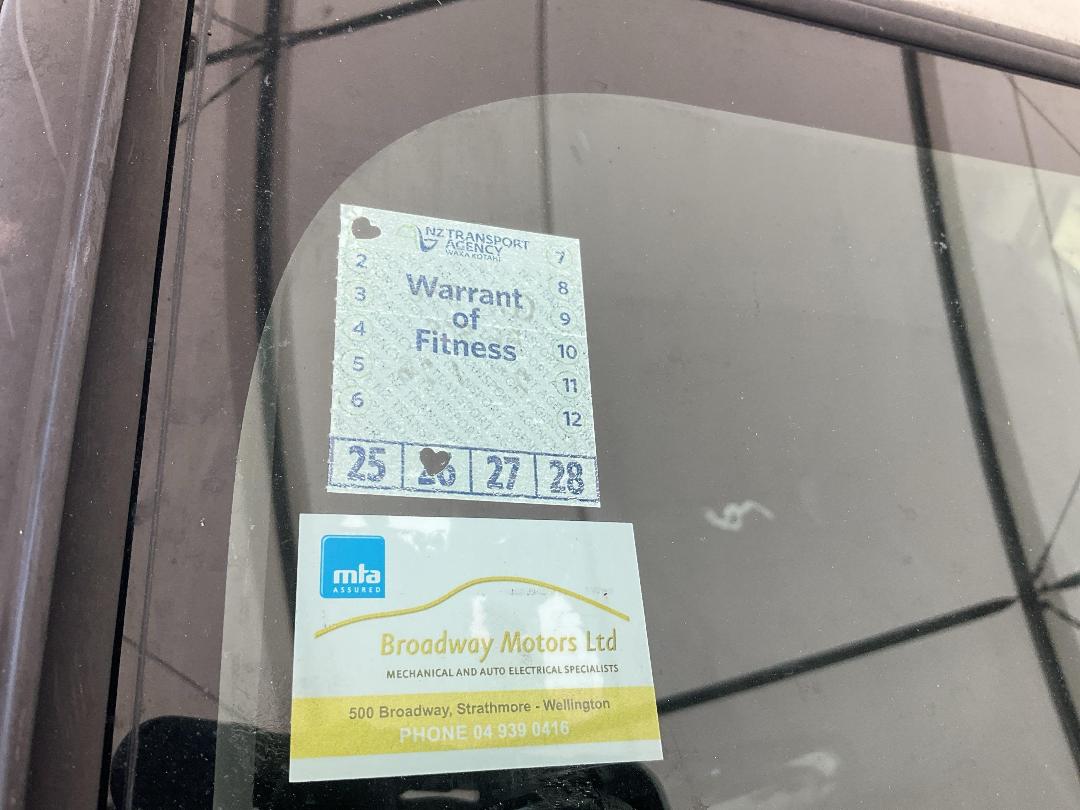 NZ TRANSPORT
AGENCY
WAKA KOTAHI
2
3
4
5
6
7
8
9
10
11
12
Warrant
of
Fitness
25 26 27 28
mta
ASSURED
Broadway Motors Ltd
MECHANICAL AND AUTO ELECTRICAL SPECIALISTS
500 Broadway, Strathmore - Wellington
PHONE 04 939 0416